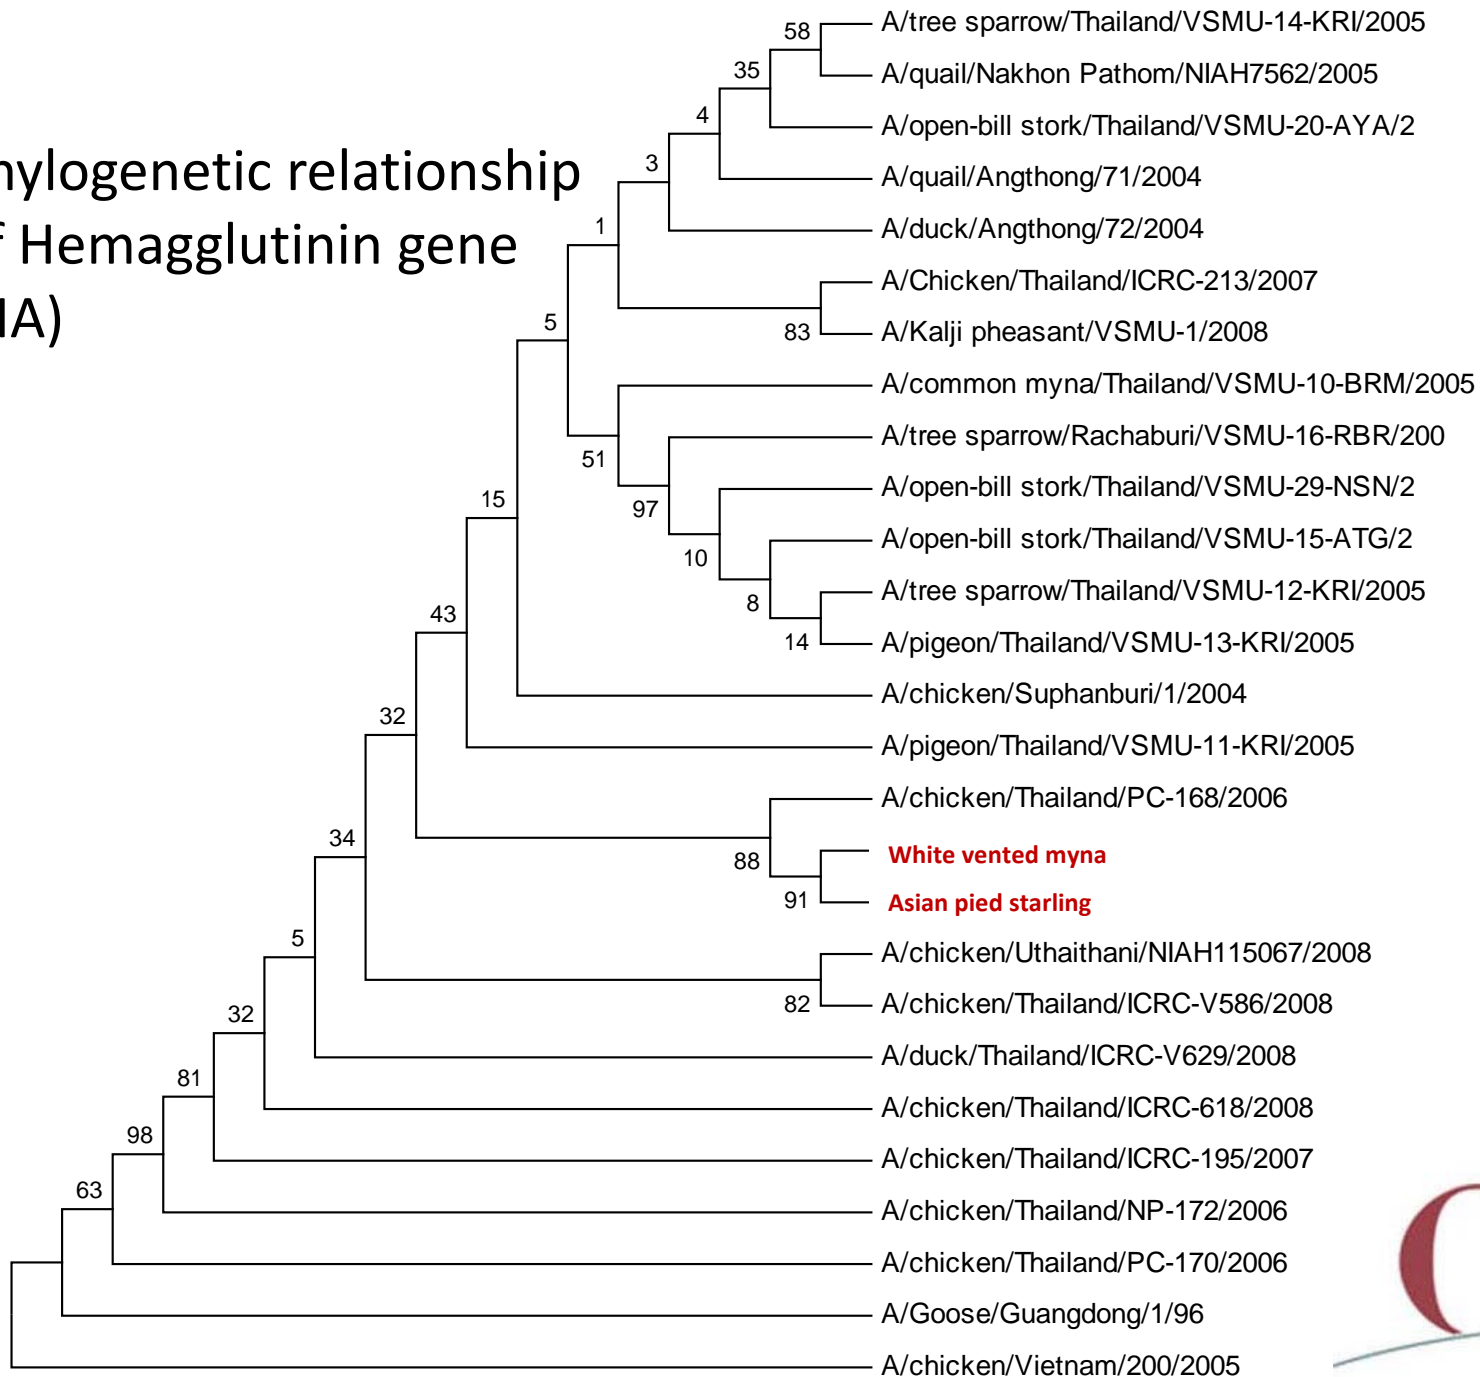 hylogenetic relationship
f Hemagglutinin gene
IA)
58
35
4
3
1
5
83
51
97
10
8
14
15
43
32
34
88
91
5
82
32
81
98
63
A/tree sparrow/Thailand/VSMU-14-KRI/2005
A/quail/Nakhon Pathom/NIAH7562/2005
A/open-bill stork/Thailand/VSMU-20-AYA/2
A/quail/Angthong/71/2004
A/duck/Angthong/72/2004
A/Chicken/Thailand/ICRC-213/2007
A/Kalji pheasant/VSMU-1/2008
A/common myna/Thailand/VSMU-10-BRM/2005
A/tree sparrow/Rachaburi/VSMU-16-RBR/200
A/open-bill stork/Thailand/VSMU-29-NSN/2
A/open-bill stork/Thailand/VSMU-15-ATG/2
A/tree sparrow/Thailand/VSMU-12-KRI/2005
A/pigeon/Thailand/VSMU-13-KRI/2005
A/chicken/Suphanburi/1/2004
A/pigeon/Thailand/VSMU-11-KRI/2005
A/chicken/Thailand/PC-168/2006
White vented myna
Asian pied starling
A/chicken/Uthaithani/NIAH115067/2008
A/chicken/Thailand/ICRC-V586/2008
A/duck/Thailand/ICRC-V629/2008
A/chicken/Thailand/ICRC-618/2008
A/chicken/Thailand/ICRC-195/2007
A/chicken/Thailand/NP-172/2006
A/chicken/Thailand/PC-170/2006
A/Goose/Guangdong/1/96
A/chicken/Vietnam/200/2005